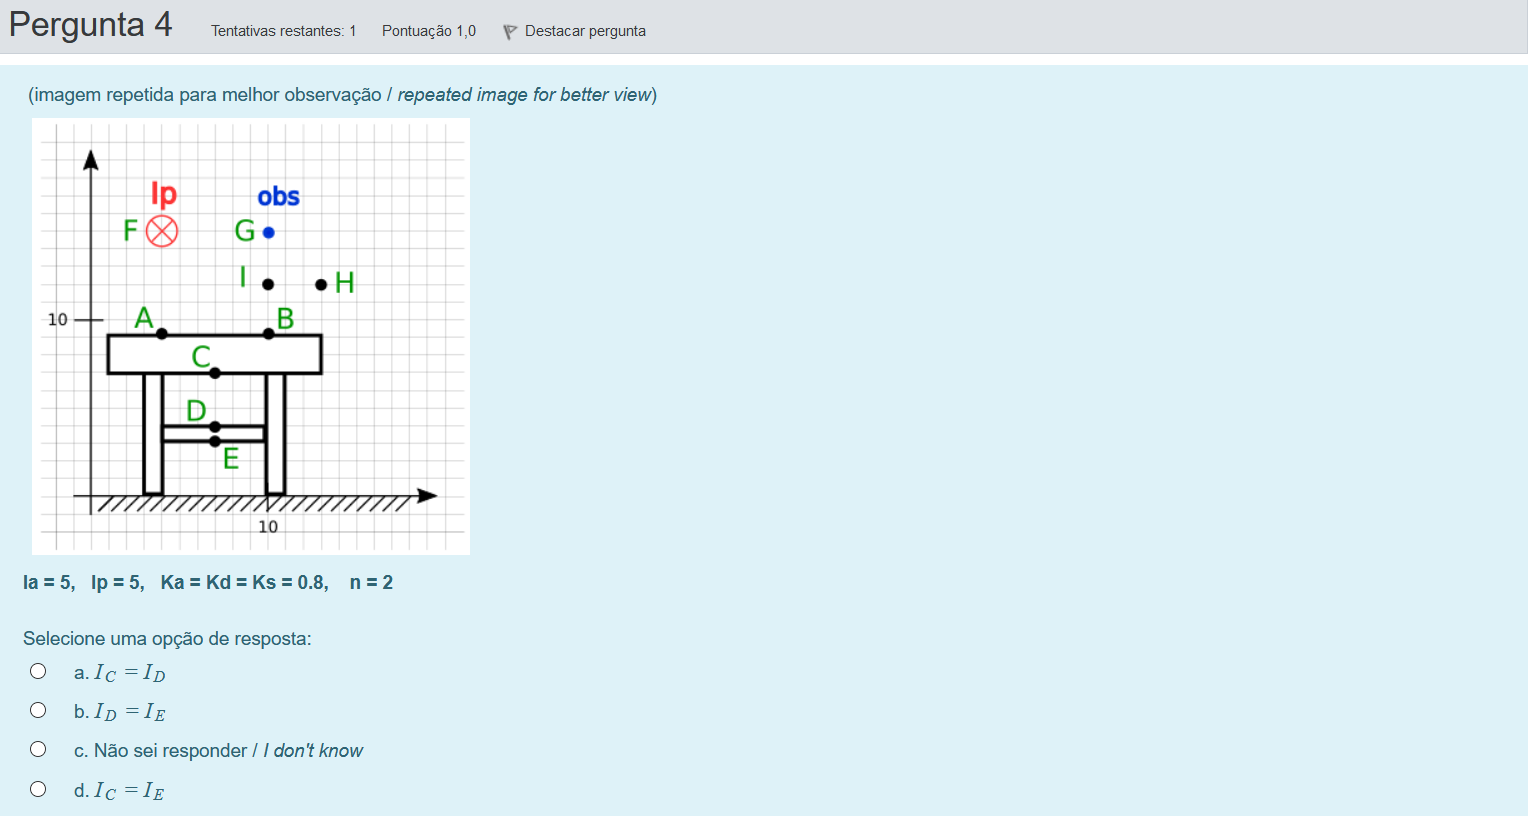 Pergunta 4 Tentativas restantes: 1 Pontuação 1,0 Destacar pergunta
(imagem repetida para melhor observação / repeated image for better view)
Ip obs
F G
I H
10 A B
C
D
E
10
Ia = 5, Ip = 5, Ka = Kd = Ks = 0.8, n = 2
Selecione uma opção de resposta:
a. I_C = I_D
b. I_D = I_E
c. Não sei responder / I don't know
d. I_C = I_E